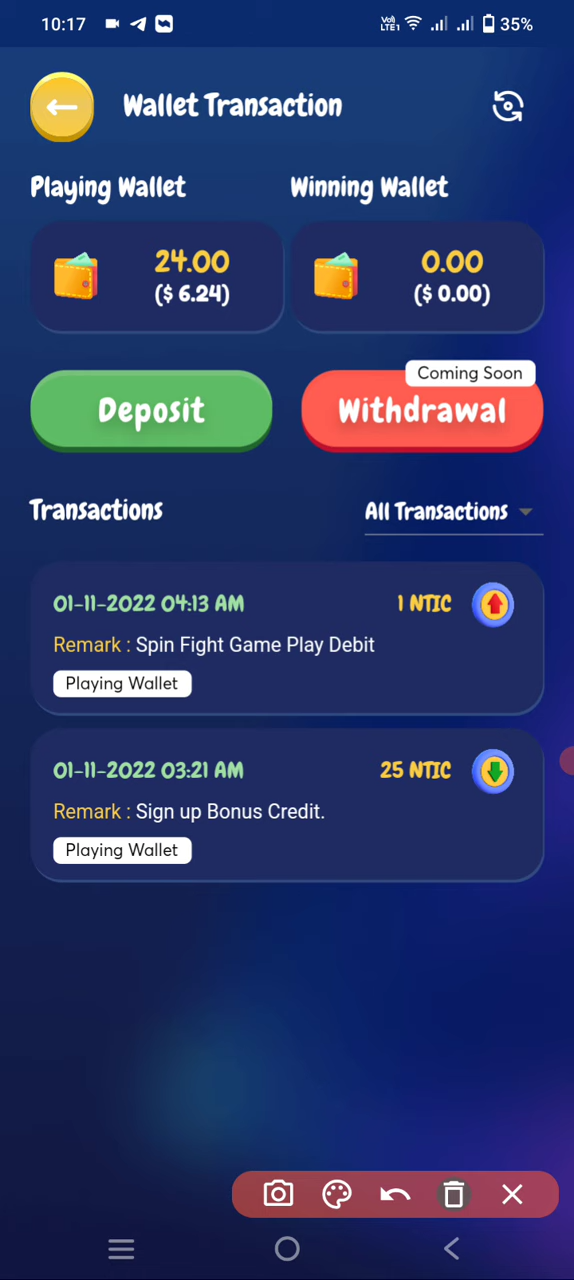 10:17 Vo) LTE1 35%
Wallet Transaction
Playing Wallet Winning Wallet
24.00 0.00
($ 6.24) ($ 0.00)
Coming Soon
Deposit Withdrawal
Transactions All Transactions
01-11-2022 04:13 AM 1 NTIC
Remark : Spin Fight Game Play Debit
Playing Wallet
01-11-2022 03:21 AM 25 NTIC
Remark : Sign up Bonus Credit.
Playing Wallet